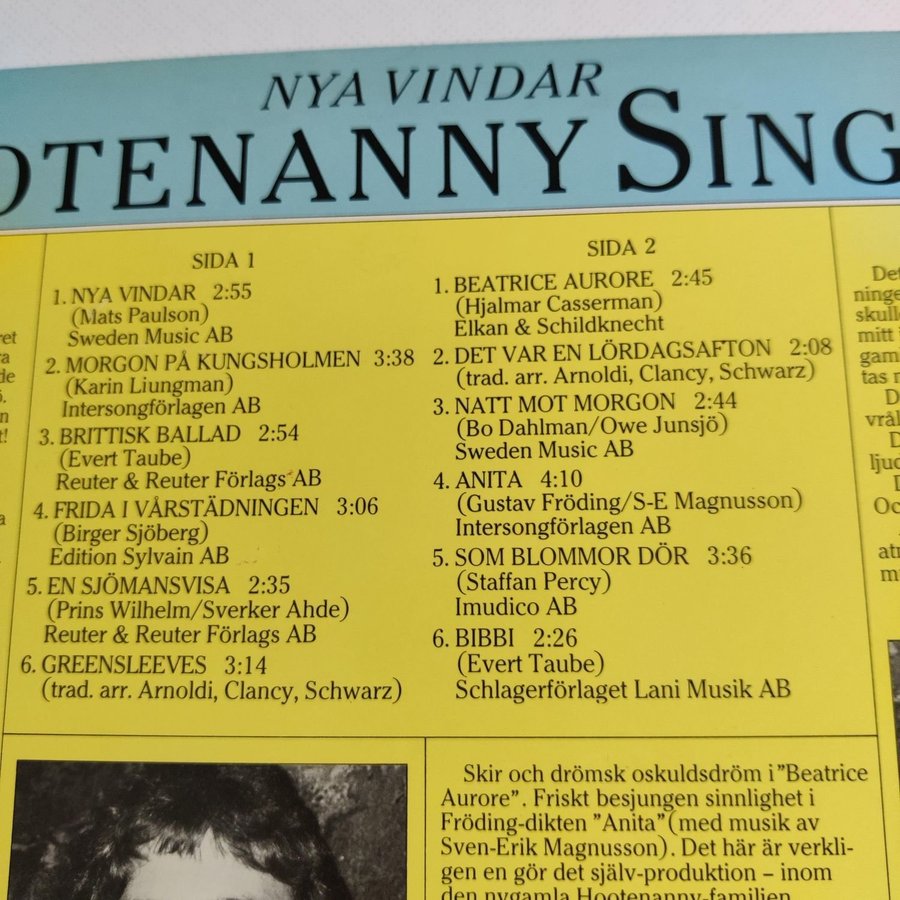 NYA VINDAR
OTENANNY SING
SIDA 1
1. NYA VINDAR 2:55
(Mats Paulson)
Sweden Music AB
2. MORGON PÅ KUNGSHOLMEN 3:38
(Karin Liungman)
Intersongförlagen AB
3. BRITTISK BALLAD 2:54
(Evert Taube)
Reuter & Reuter Förlags AB
4. FRIDA I VÅRSTÄDNINGEN 3:06
(Birger Sjöberg)
Edition Sylvain AB
5. EN SJÖMANSVISA 2:35
(Prins Wilhelm/Sverker Ahde)
Reuter & Reuter Förlags AB
6. GREENSLEEVES 3:14
(trad. arr. Arnoldi, Clancy, Schwarz)
SIDA 2
1. BEATRICE AURORE 2:45
(Hjalmar Casserman)
Elkan & Schildknecht
2. DET VAR EN LÖRDAGSAFTON 2:08
(trad. arr. Arnoldi, Clancy, Schwarz)
3. NATT MOT MORGON 2:44
(Bo Dahlman/Owe Junsjö)
Sweden Music AB
4. ANITA 4:10
(Gustav Fröding/S-E Magnusson)
Intersongförlagen AB
5. SOM BLOMMOR DÖR 3:36
(Staffan Percy)
Imudico AB
6. BIBBI 2:26
(Evert Taube)
Schlagerförlaget Lani Musik AB
Skir och drömsk oskuldsdröm i "Beatrice
Aurore". Friskt besjungen sinnlighet i
Fröding-dikten "Anita" (med musik av
Sven-Erik Magnusson). Det här är verkli-
gen en gör det själv-produktion – inom
den nygamla Hootenanny-familjen